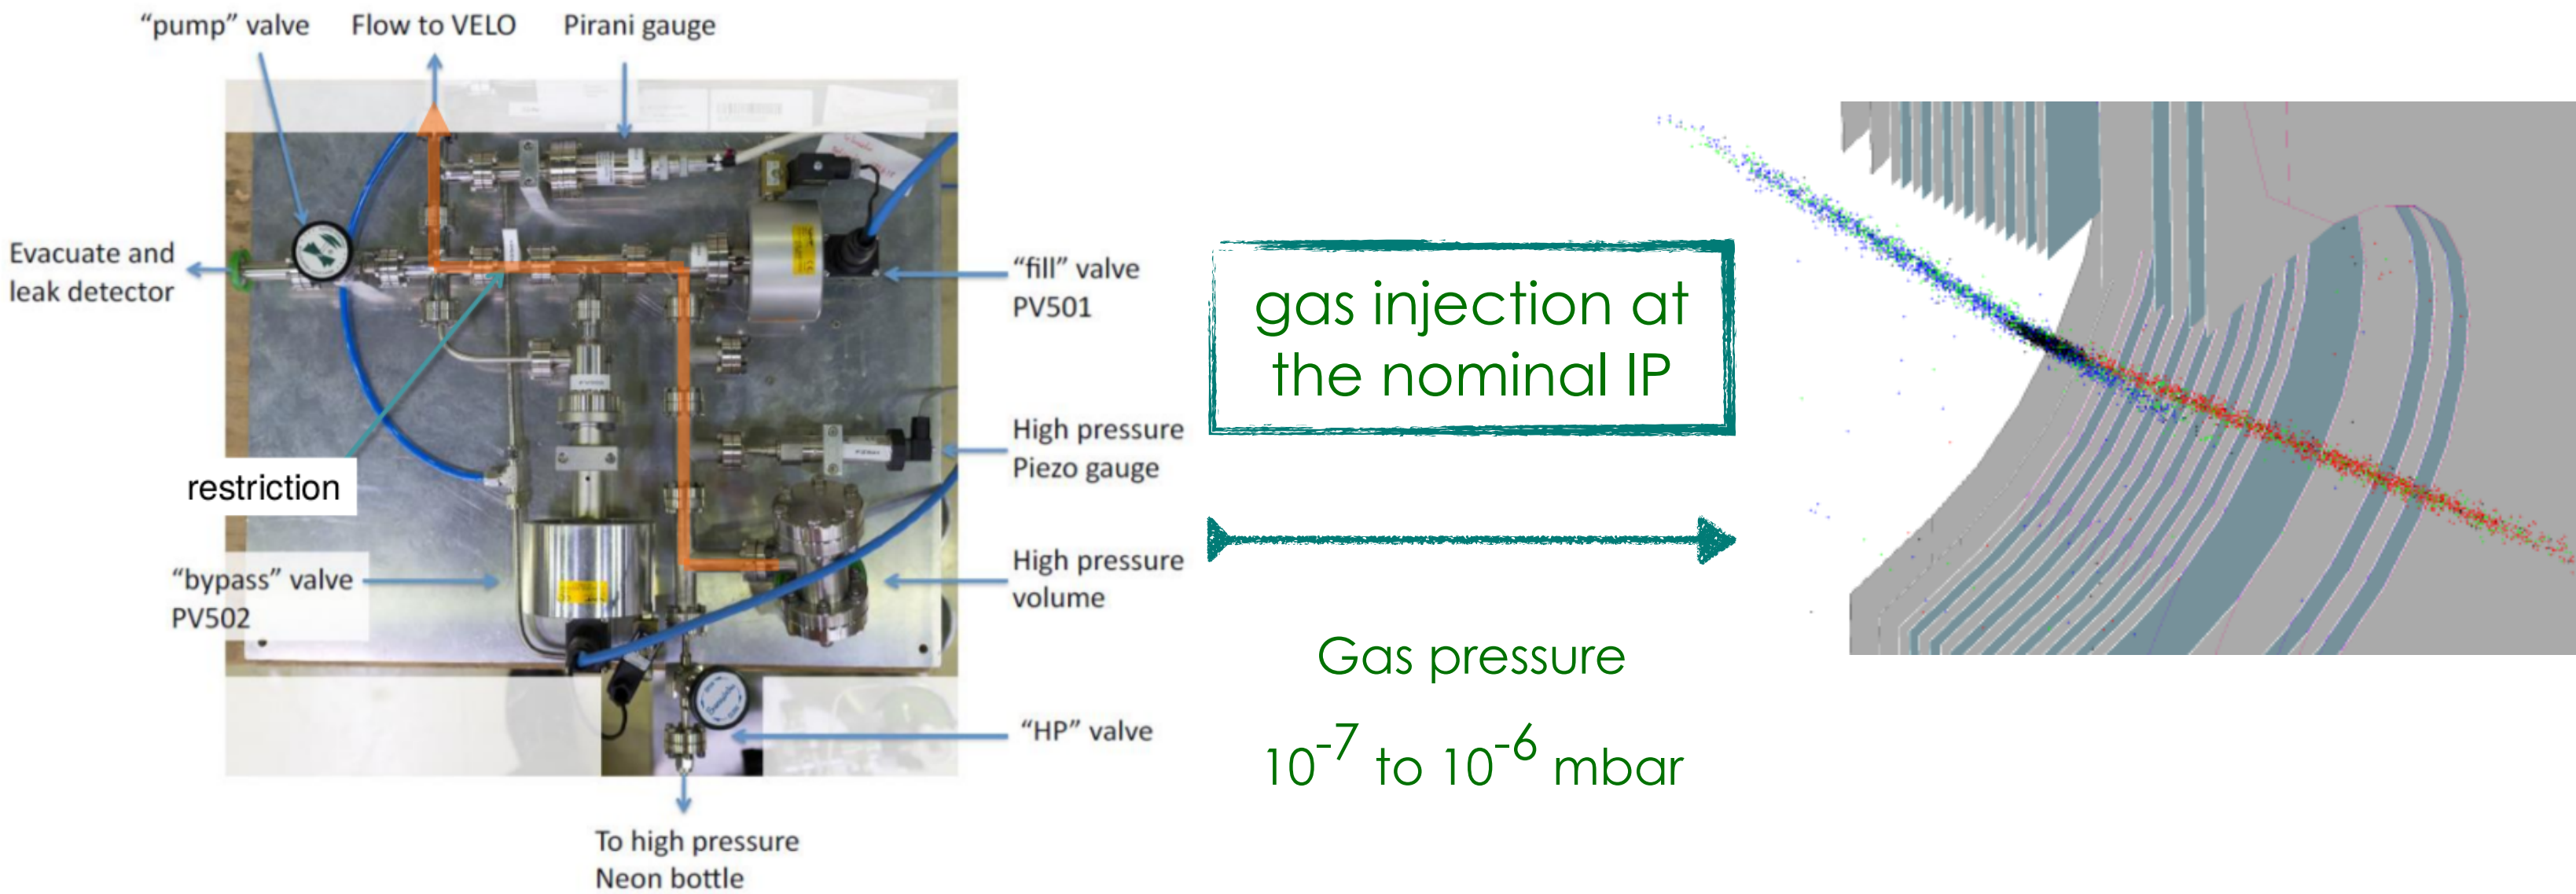 “pump” valve
Flow to VELO
Pirani gauge
Evacuate and
leak detector
“fill” valve
PV501
restriction
High pressure
Piezo gauge
“bypass” valve
PV502
High pressure
volume
“HP” valve
To high pressure
Neon bottle
gas injection at
the nominal IP
Gas pressure
10⁻⁷ to 10⁻⁶ mbar